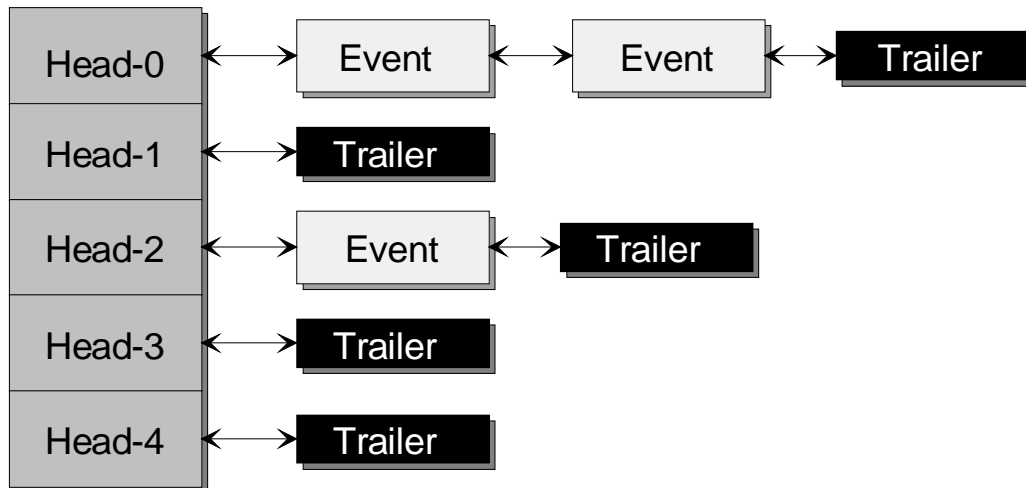 Head-0 Event Event Trailer
Head-1 Trailer
Head-2 Event Trailer
Head-3 Trailer
Head-4 Trailer